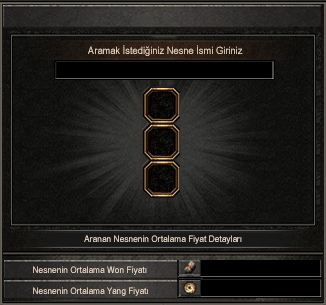 Aramak İstediğiniz Nesne İsmi Giriniz
Aranan Nesnenin Ortalama Fiyat Detayları
Nesnenin Ortalama Won Fiyatı
Nesnenin Ortalama Yang Fiyatı